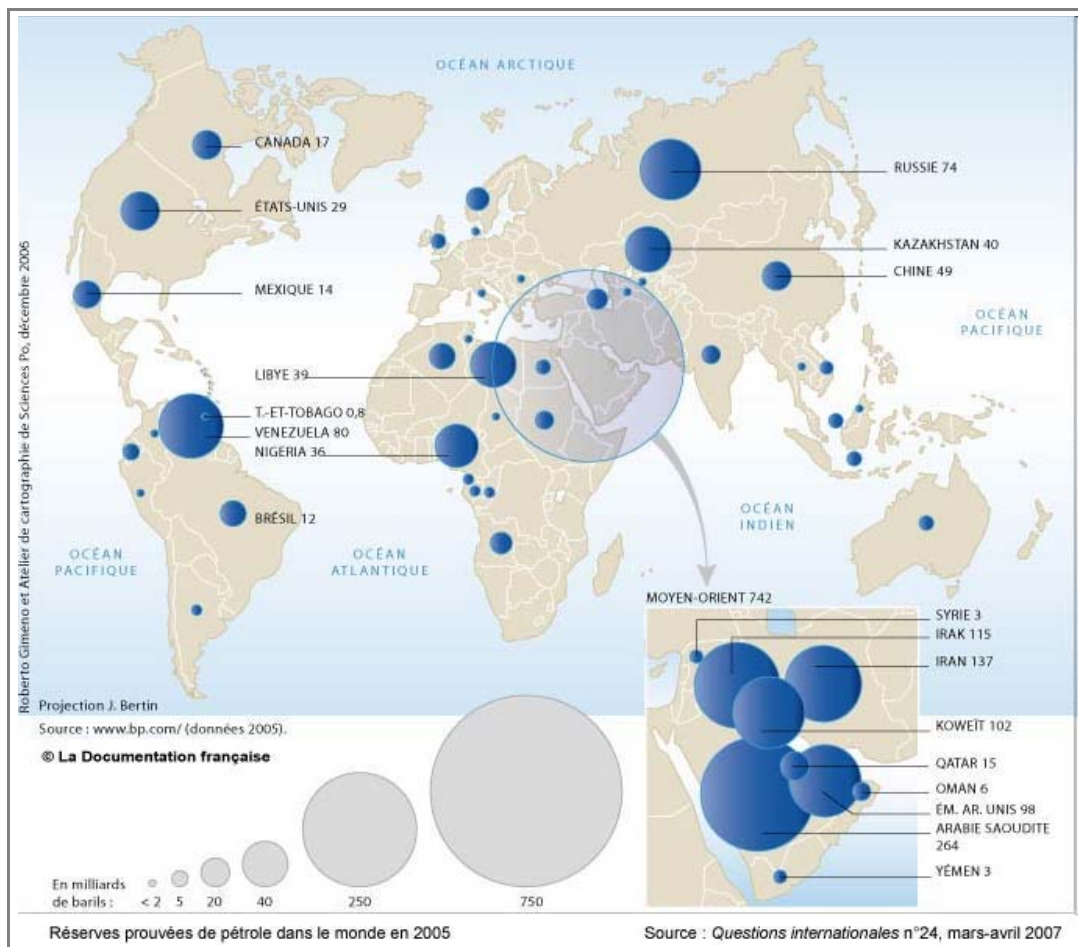 OCÉAN ARCTIQUE
CANADA 17
RUSSIE 74
ÉTATS-UNIS 29
KAZAKHSTAN 40
CHINE 49
MEXIQUE 14
OCÉAN
PACIFIQUE
LIBYE 39
T.-ET-TOBAGO 0,8
VENEZUELA 80
NIGERIA 36
OCÉAN
INDIEN
BRÉSIL 12
OCÉAN
PACIFIQUE
OCÉAN
ATLANTIQUE
MOYEN-ORIENT 742
SYRIE 3
IRAK 115
IRAN 137
KOWEÏT 102
QATAR 15
OMAN 6
ÉM. AR. UNIS 98
ARABIE SAOUDITE
264
YÉMEN 3
Roberto Gimeno et Atelier de cartographie de Sciences Po, décembre 2006
Projection J. Bertin
Source : www.bp.com/ (données 2005).
© La Documentation française
En milliards
de barils : < 2 5 20 40 250 750
Réserves prouvées de pétrole dans le monde en 2005
Source : Questions internationales n°24, mars-avril 2007